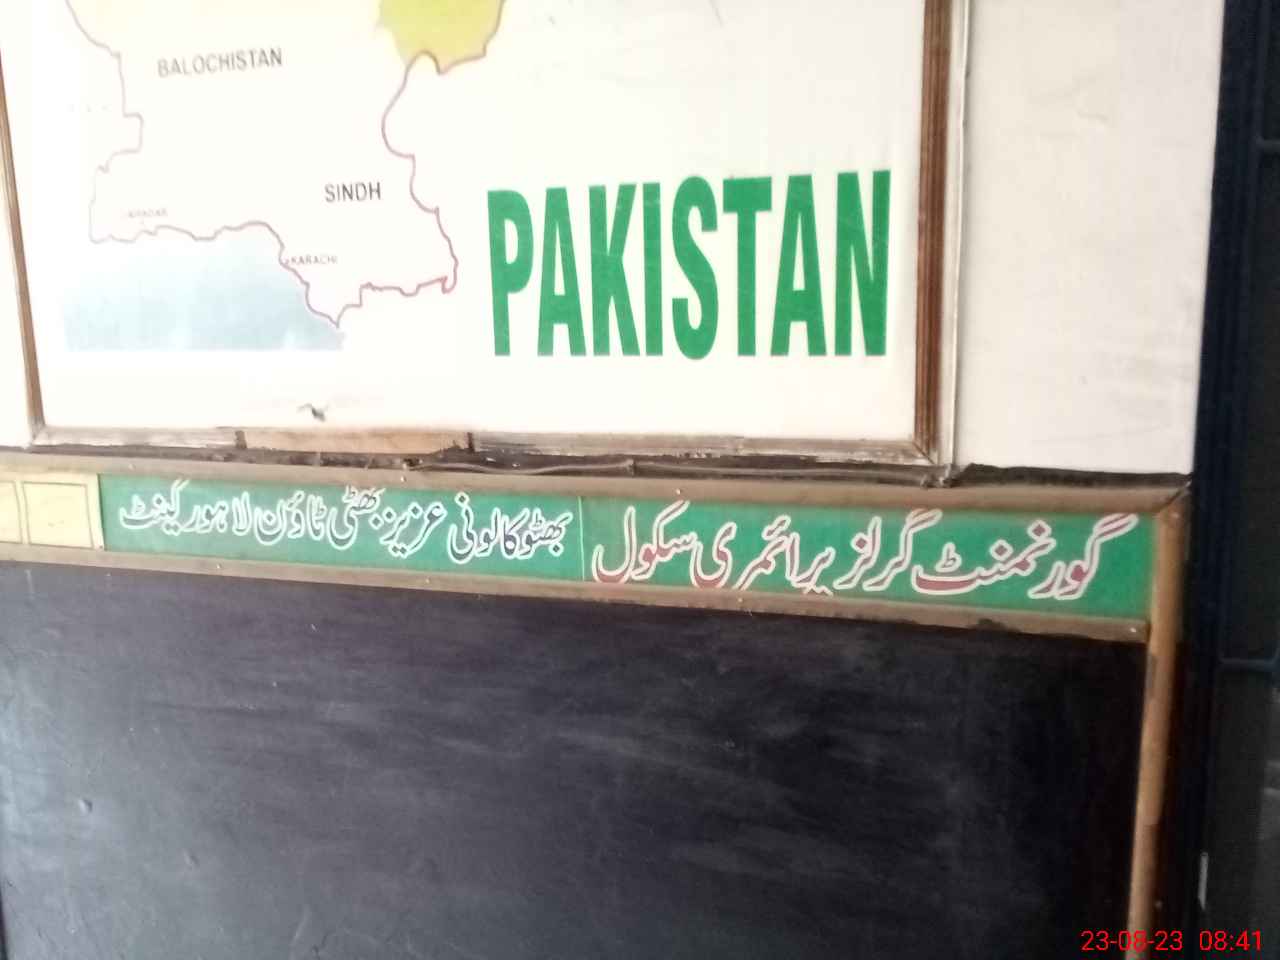 BALOCHISTAN
SINDH
KARACHI
PAKISTAN
گورنمنٹ گرلز پرائمری سکول بھٹو کالونی عزیز بھٹی ٹاؤن لاہور کینٹ
23-08-23 08:41